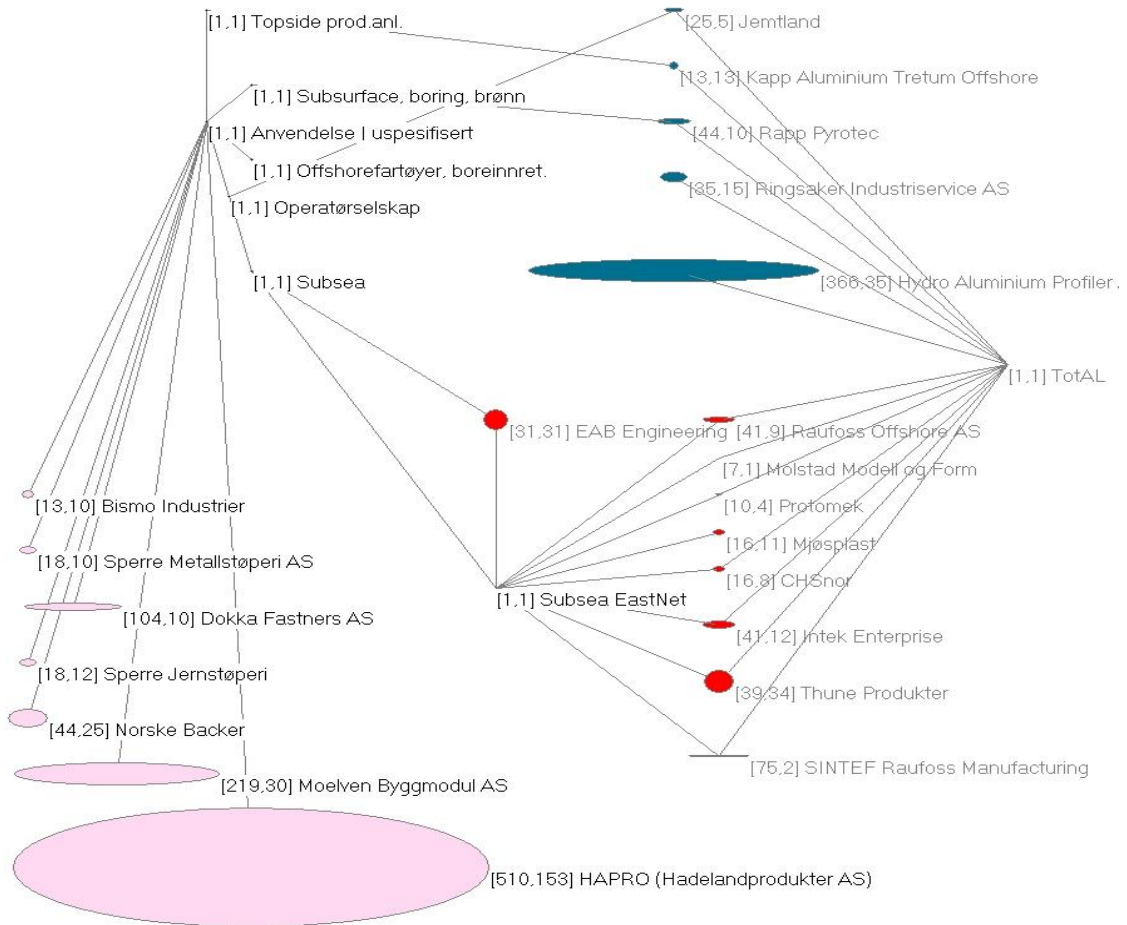 [1,1] Topside prod.anl.
[25,5] Jemtland
[13,13] Kapp Aluminium Tretum Offshore
[1,1] Subsurface, boring, brønn
[44,10] Rapp Pyrotec
[1,1] Anvendelse I uspesifisert
[1,1] Offshorefartøyer, boreinnret.
[35,15] Ringsaker Industriservice AS
[1,1] Operatørselskap
[1,1] Subsea
[366,35] Hydro Aluminium Profiler .
[1,1] TotAL
[31,31] EAB Engineering
[41,9] Raufoss Offshore AS
[7,1] Molstad Modell og Form
[10,4] Protomek
[13,10] Bismo Industrier
[16,11] Mjøsplast
[18,10] Sperre Metallstøperi AS
[16,8] CHSnor
[1,1] Subsea EastNet
[104,10] Dokka Fastners AS
[41,12] Intek Enterprise
[18,12] Sperre Jernstøperi
[39,34] Thune Produkter
[44,25] Norske Backer
[75,2] SINTEF Raufoss Manufacturing
[219,30] Moelven Byggmodul AS
[510,153] HAPRO (Hadelandprodukter AS)